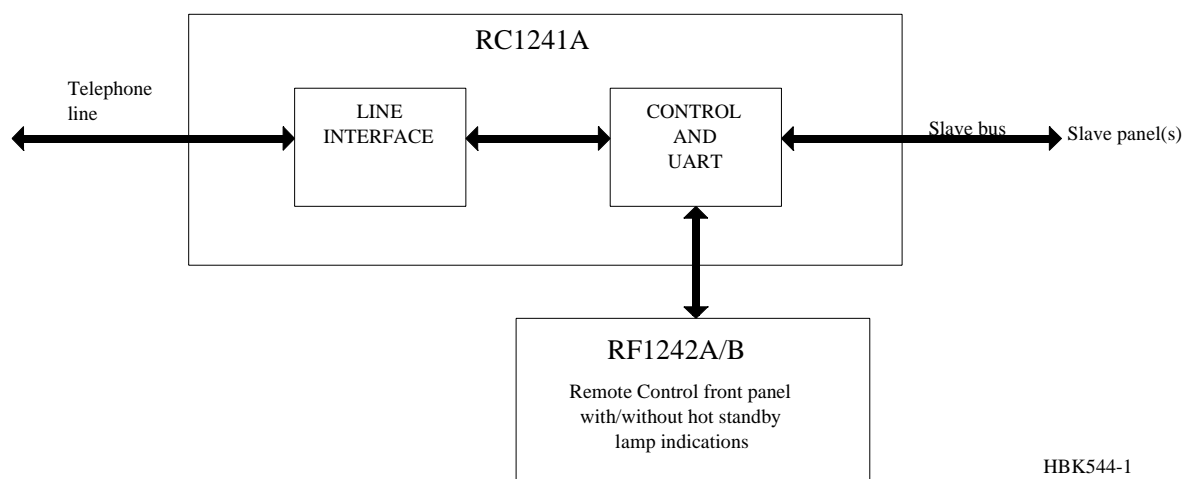 RC1241A
Telephone
line
LINE
INTERFACE
CONTROL
AND
UART
Slave bus
Slave panel(s)
RF1242A/B
Remote Control front panel
with/without hot standby
lamp indications
HBK544-1